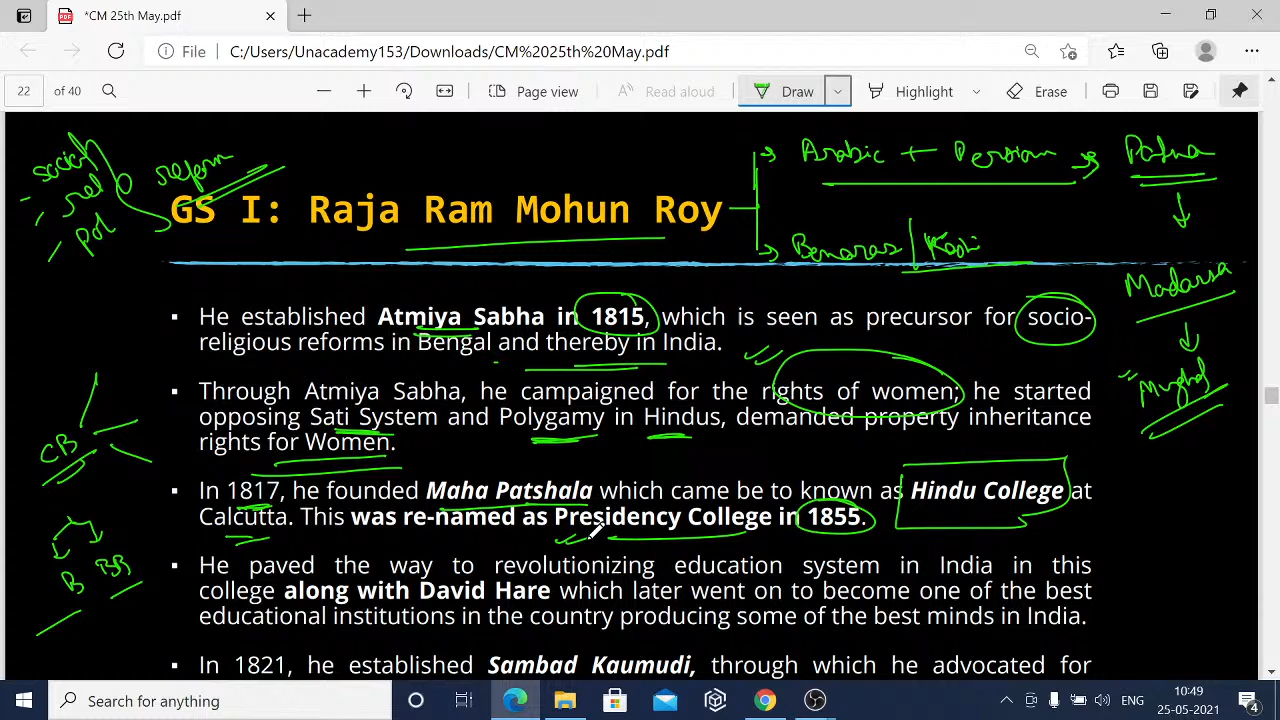 *CM 25th May.pdf
File C:/Users/Unacademy153/Downloads/CM%2025th%20May.pdf
22 of 40 Page view Read aloud Draw Highlight Erase
social
rel
pol
reform
Arabic + Persian
Patna
GS I: Raja Ram Mohun Roy
Benaras / Kashi
Madarsa
Mughal
▪ He established Atmiya Sabha in 1815, which is seen as precursor for socio-
religious reforms in Bengal and thereby in India.
▪ Through Atmiya Sabha, he campaigned for the rights of women; he started
opposing Sati System and Polygamy in Hindus, demanded property inheritance
rights for Women.
CB
▪ In 1817, he founded Maha Patshala which came be to known as Hindu College at
Calcutta. This was re-named as Presidency College in 1855.
B BB
▪ He paved the way to revolutionizing education system in India in this
college along with David Hare which later went on to become one of the best
educational institutions in the country producing some of the best minds in India.
▪ In 1821, he established Sambad Kaumudi, through which he advocated for
Search for anything
ENG
10:49
25-05-2021
4